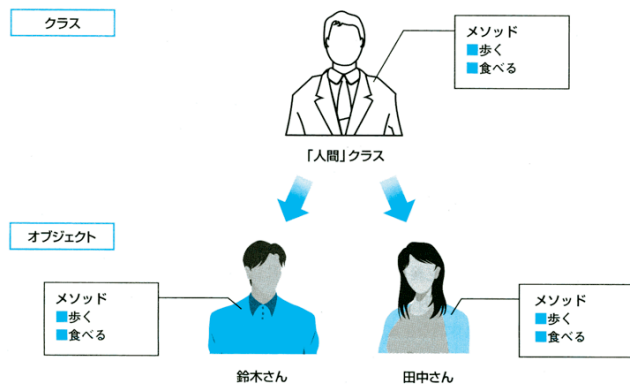 クラス
メソッド
■歩く
■食べる
「人間」クラス
オブジェクト
メソッド
■歩く
■食べる
メソッド
■歩く
■食べる
鈴木さん
田中さん